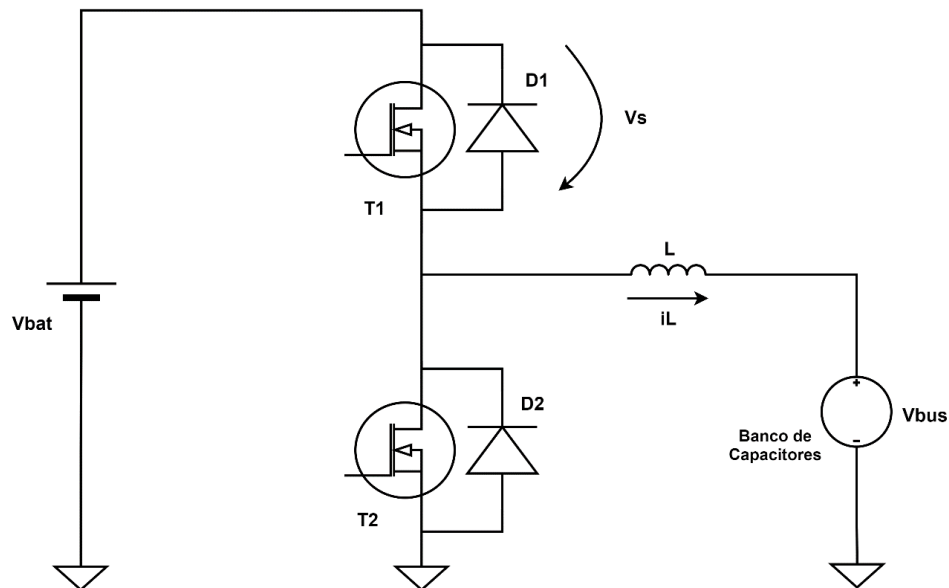 D1
Vs
T1
L
iL
Vbat
D2
Vbus
Banco de
Capacitores
T2
+
-